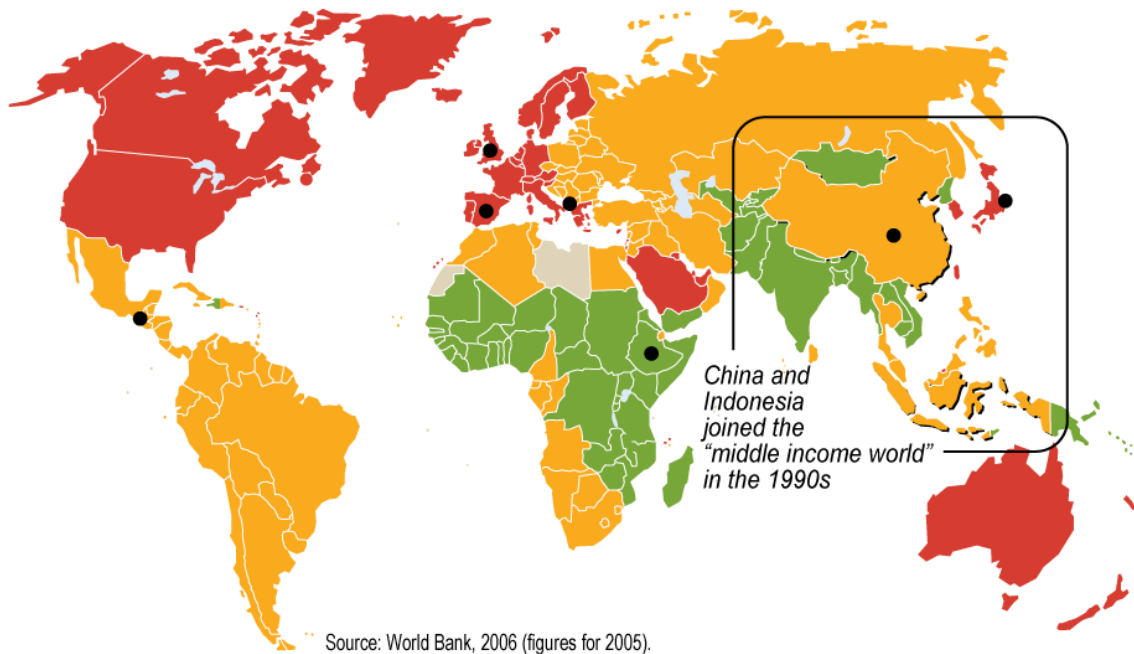 China and
Indonesia
joined the
“middle income world”
in the 1990s
Source: World Bank, 2006 (figures for 2005).